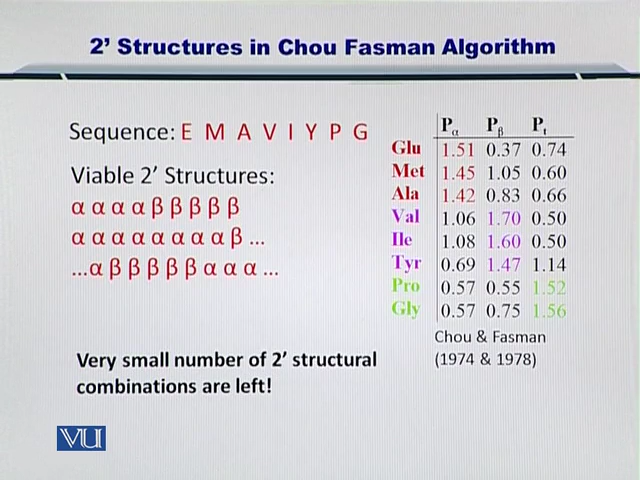 2’ Structures in Chou Fasman Algorithm
Sequence: E M A V I Y P G
Viable 2’ Structures:
α α α α β β β β β
α α α α α α α α β ...
...α β β β β β α α α ...
Very small number of 2’ structural
combinations are left!
Pα Pβ Pt
Glu 1.51 0.37 0.74
Met 1.45 1.05 0.60
Ala 1.42 0.83 0.66
Val 1.06 1.70 0.50
Ile 1.08 1.60 0.50
Tyr 0.69 1.47 1.14
Pro 0.57 0.55 1.52
Gly 0.57 0.75 1.56
Chou & Fasman
(1974 & 1978)
VU